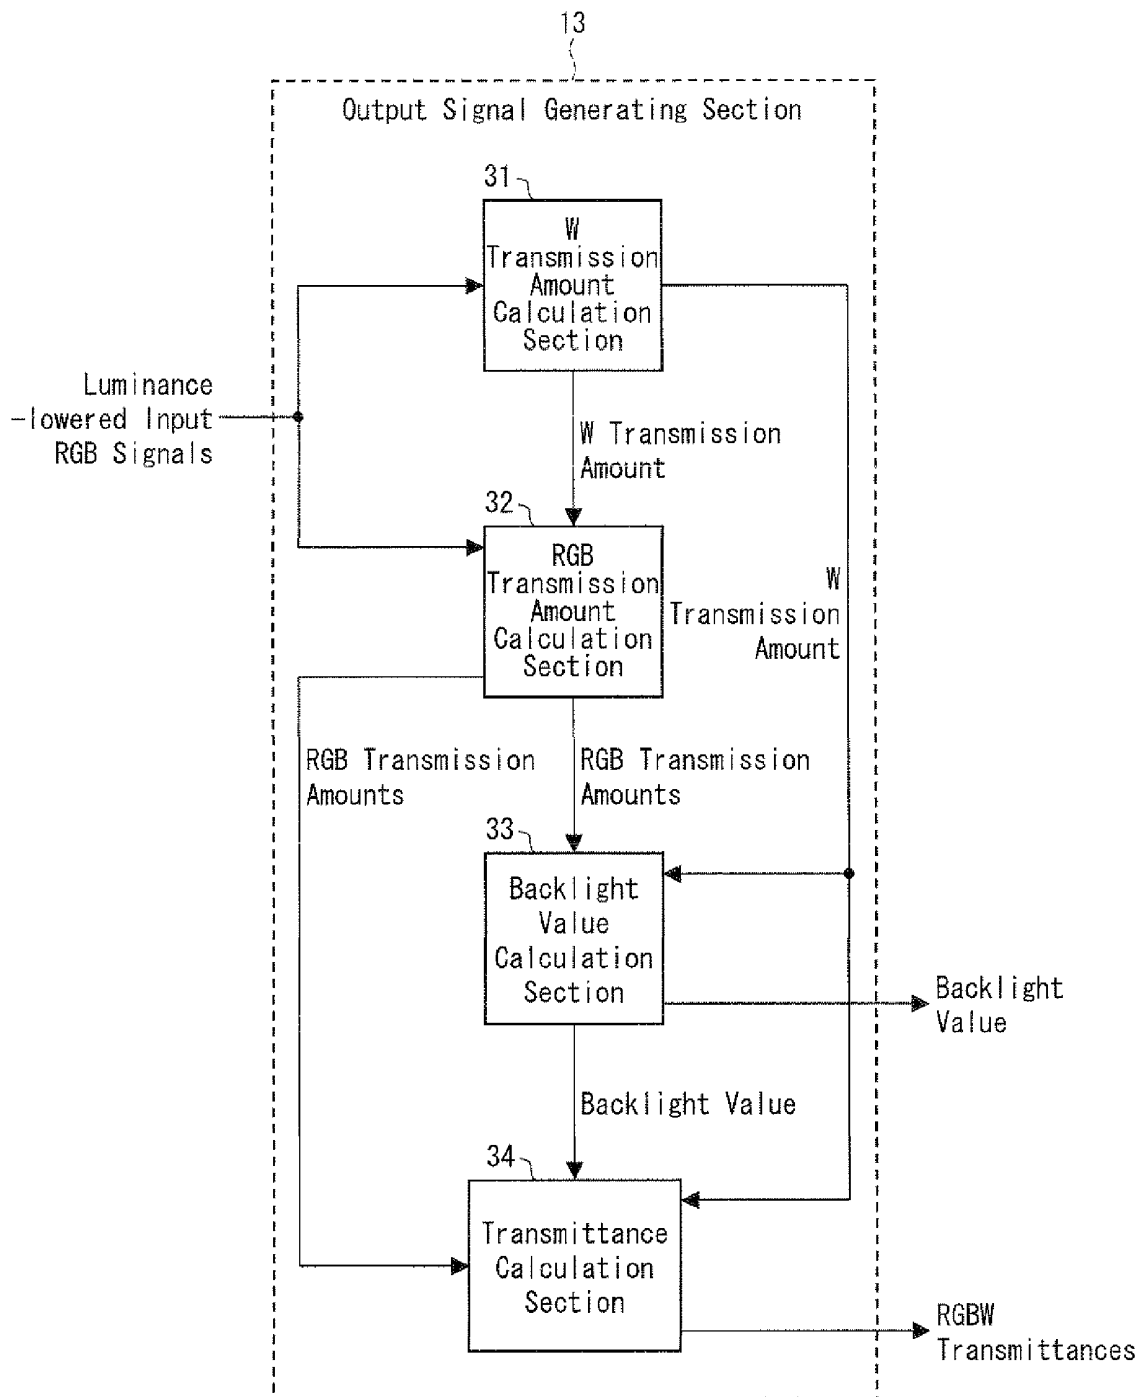 13
Output Signal Generating Section
31
W
Transmission
Amount
Calculation
Section
Luminance
-lowered Input
RGB Signals
W Transmission
Amount
32
RGB
Transmission
Amount
Calculation
Section
W
Transmission
Amount
RGB Transmission
Amounts
RGB Transmission
Amounts
33
Backlight
Value
Calculation
Section
Backlight
Value
Backlight Value
34
Transmittance
Calculation
Section
RGBW
Transmittances